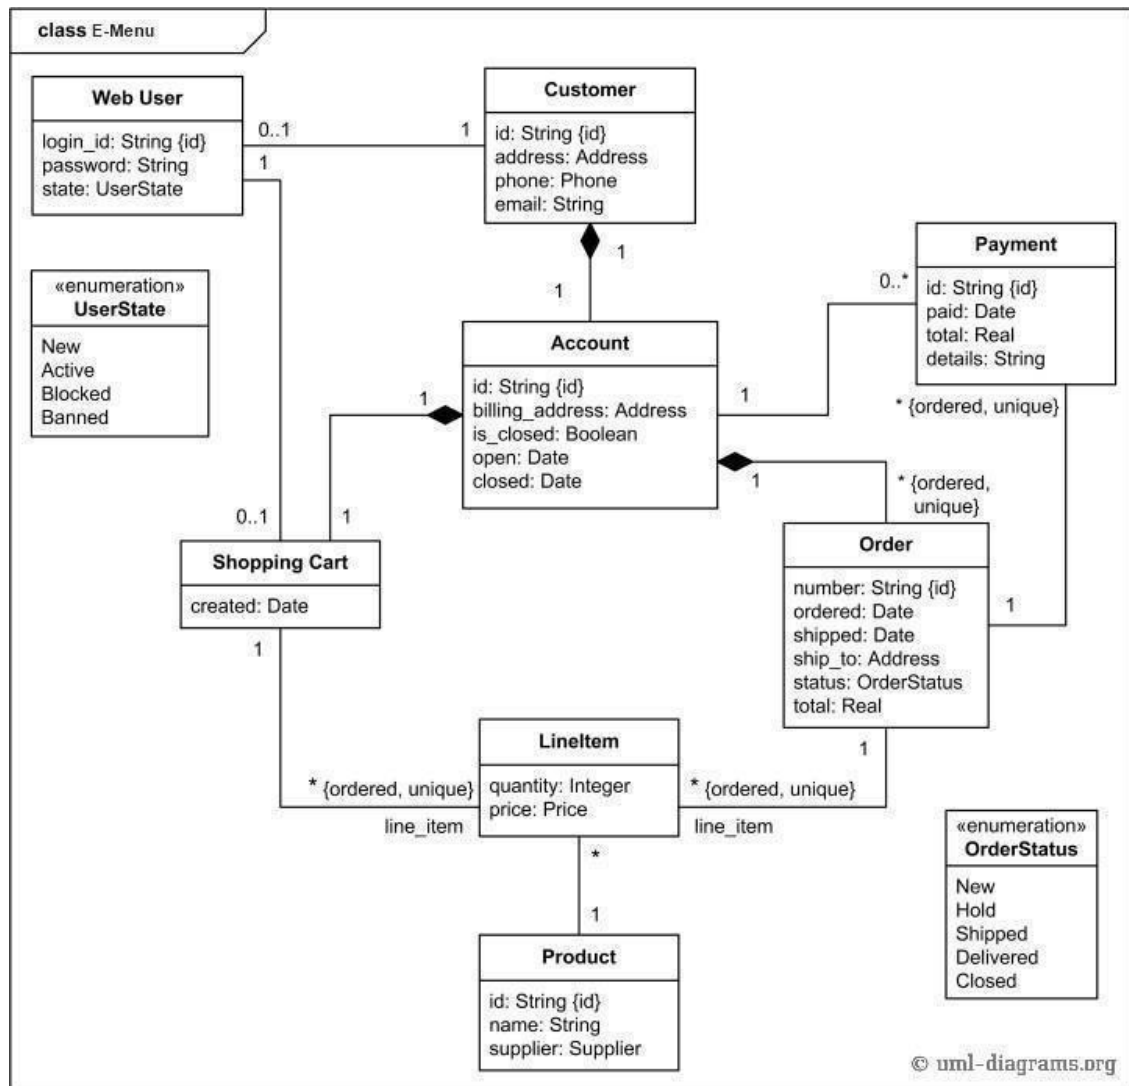 class E-Menu
Web User
login_id: String {id}
password: String
state: UserState
0..1
1
1
Customer
id: String {id}
address: Address
phone: Phone
email: String
1
1
«enumeration»
UserState
New
Active
Blocked
Banned
Payment
id: String {id}
paid: Date
total: Real
details: String
0..*
1
* {ordered, unique}
Account
id: String {id}
billing_address: Address
is_closed: Boolean
open: Date
closed: Date
1
1
* {ordered,
unique}
0..1
1
Shopping Cart
created: Date
1
Order
number: String {id}
ordered: Date
shipped: Date
ship_to: Address
status: OrderStatus
total: Real
1
1
LineItem
quantity: Integer
price: Price
* {ordered, unique}
line_item
* {ordered, unique}
line_item
*
1
Product
id: String {id}
name: String
supplier: Supplier
«enumeration»
OrderStatus
New
Hold
Shipped
Delivered
Closed
© uml-diagrams.org